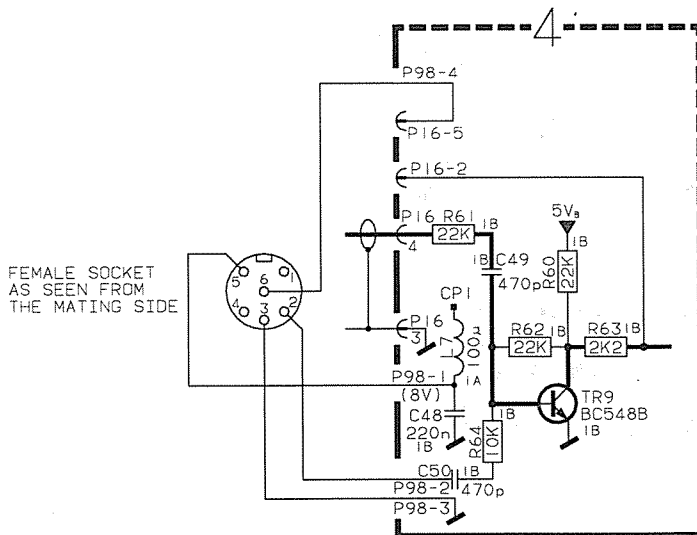 4
P98-4
P16-5
P16-2
P16
4
R61
22K
1B
1B
C49
470p
5VB
1B
R60
22K
FEMALE SOCKET
AS SEEN FROM
THE MATING SIDE
5
6
1
4
3
2
P16
3
CP1
L7
100µ
1A
R62
22K
1B
R63
2K2
1B
P98-1
(8V)
C48
220n
1B
1B
R64
10K
TR9
BC548B
1B
C50
1B
470p
P98-2
P98-3